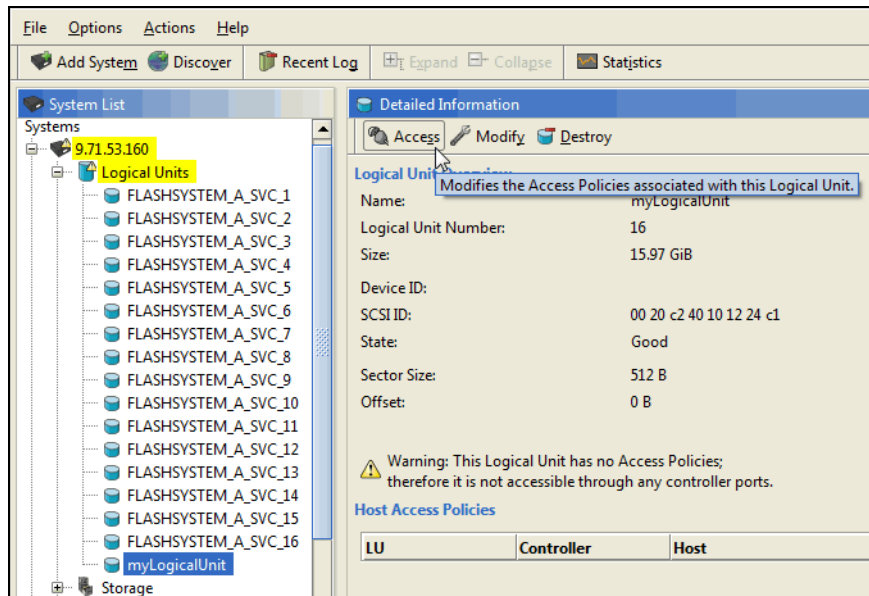 File Options Actions Help
Add System Discover Recent Log Expand Collapse Statistics
System List
Systems
9.71.53.160
Logical Units
FLASHSYSTEM_A_SVC_1
FLASHSYSTEM_A_SVC_2
FLASHSYSTEM_A_SVC_3
FLASHSYSTEM_A_SVC_4
FLASHSYSTEM_A_SVC_5
FLASHSYSTEM_A_SVC_6
FLASHSYSTEM_A_SVC_7
FLASHSYSTEM_A_SVC_8
FLASHSYSTEM_A_SVC_9
FLASHSYSTEM_A_SVC_10
FLASHSYSTEM_A_SVC_11
FLASHSYSTEM_A_SVC_12
FLASHSYSTEM_A_SVC_13
FLASHSYSTEM_A_SVC_14
FLASHSYSTEM_A_SVC_15
FLASHSYSTEM_A_SVC_16
myLogicalUnit
Storage
Detailed Information
Access Modify Destroy
Logical Unit
Modifies the Access Policies associated with this Logical Unit.
Name: myLogicalUnit
Logical Unit Number: 16
Size: 15.97 GiB
Device ID:
SCSI ID: 00 20 c2 40 10 12 24 c1
State: Good
Sector Size: 512 B
Offset: 0 B
Warning: This Logical Unit has no Access Policies;
therefore it is not accessible through any controller ports.
Host Access Policies
LU Controller Host